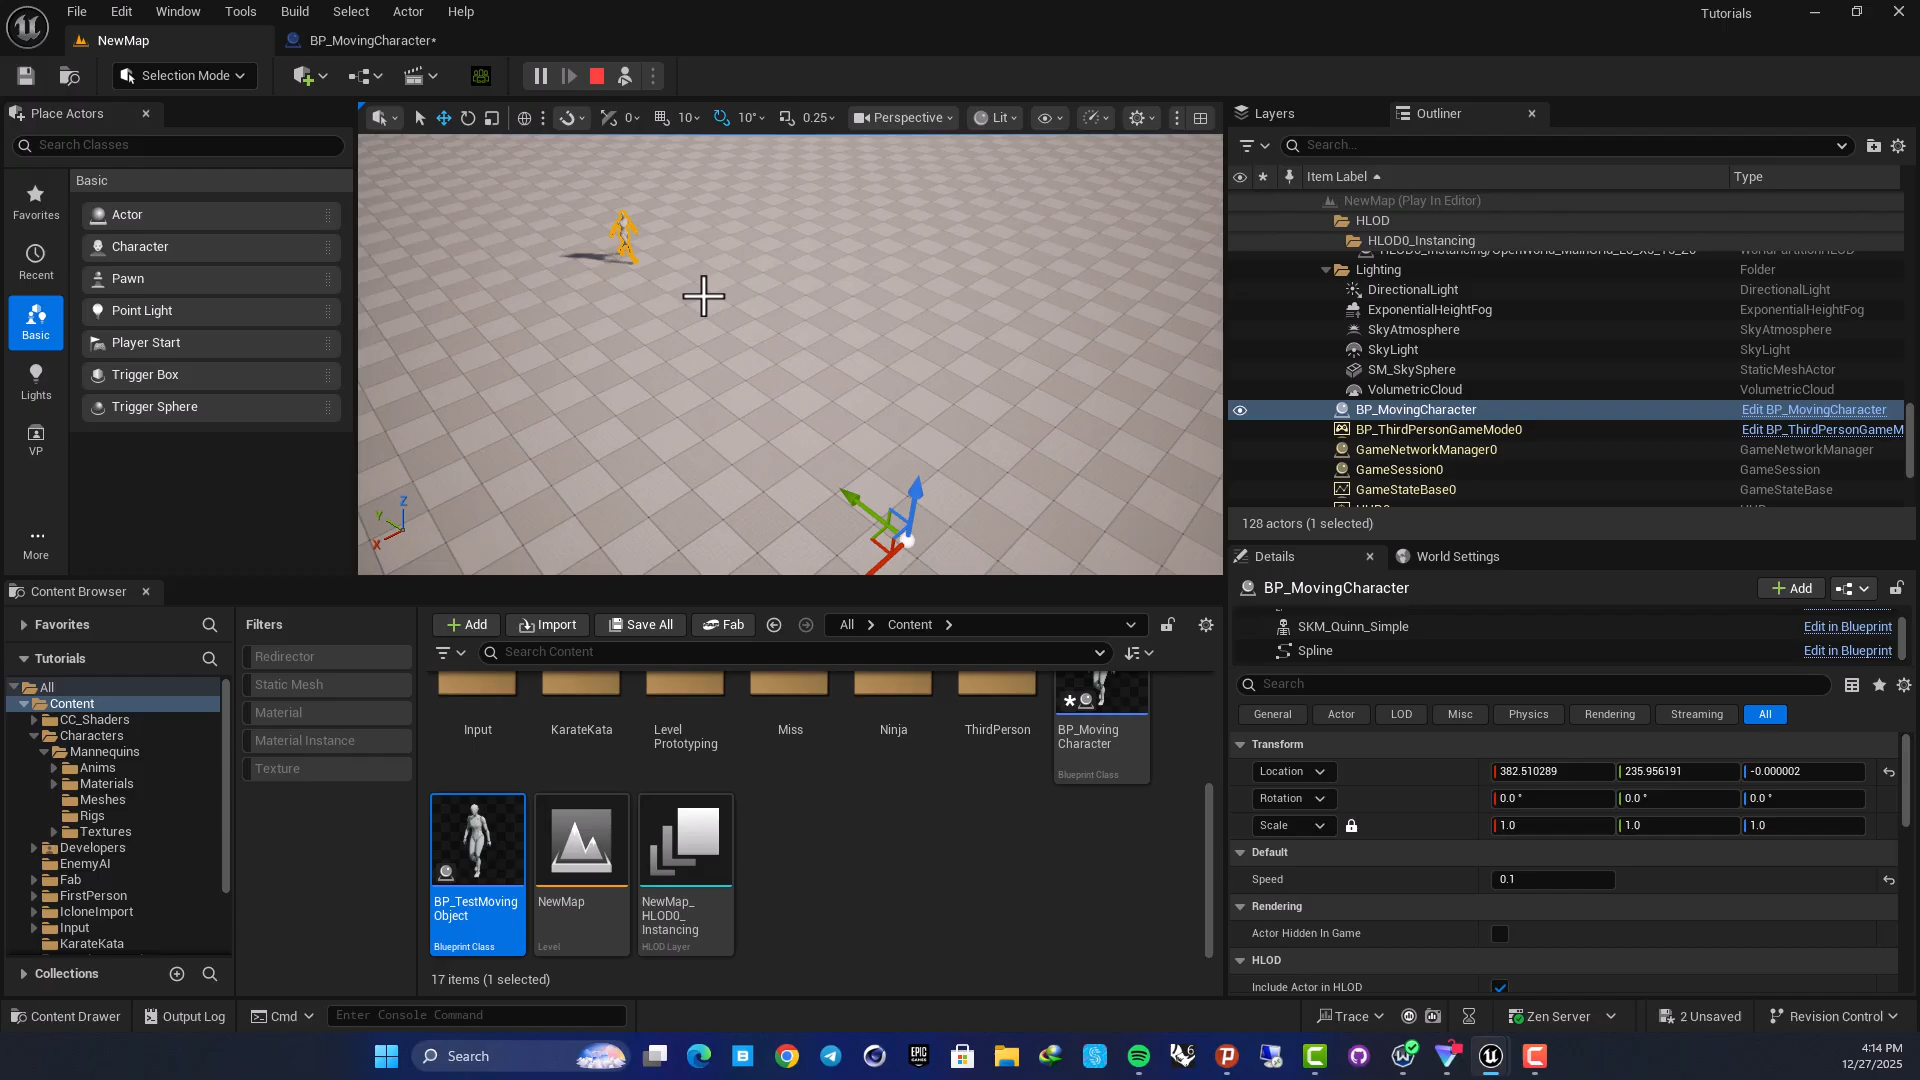 File Edit Window Tools Build Select Actor Help
Tutorials
NewMap
BP_MovingCharacter*
Selection Mode
Place Actors
Search Classes
Basic
Favorites
Recent
Basic
Lights
VP
More
Actor
Character
Pawn
Point Light
Player Start
Trigger Box
Trigger Sphere
0 10 10° 0.25 Perspective Lit
Z
Y
X
Layers
Outliner
Search...
Item Label
Type
NewMap (Play In Editor)
HLOD
HLOD0_Instancing
Lighting Folder
DirectionalLight DirectionalLight
ExponentialHeightFog ExponentialHeightFog
SkyAtmosphere SkyAtmosphere
SkyLight SkyLight
SM_SkySphere StaticMeshActor
VolumetricCloud VolumetricCloud
BP_MovingCharacter Edit BP_MovingCharacter
BP_ThirdPersonGameMode0 Edit BP_ThirdPersonGameM
GameNetworkManager0 GameNetworkManager
GameSession0 GameSession
GameStateBase0 GameStateBase
128 actors (1 selected)
Details
World Settings
BP_MovingCharacter
Add
SKM_Quinn_Simple Edit in Blueprint
Spline Edit in Blueprint
Search
General Actor LOD Misc Physics Rendering Streaming All
Transform
Location 382.510289 235.956191 -0.000002
Rotation 0.0 ° 0.0 ° 0.0 °
Scale 1.0 1.0 1.0
Default
Speed 0.1
Rendering
Actor Hidden In Game
HLOD
Include Actor in HLOD
Content Browser
Favorites
Tutorials
All
Content
CC_Shaders
Characters
Mannequins
Anims
Materials
Meshes
Rigs
Textures
Developers
EnemyAI
Fab
FirstPerson
IcloneImport
Input
KarateKata
Collections
Filters
Redirector
Static Mesh
Material
Material Instance
Texture
Add Import Save All Fab All Content
Search Content
Input
KarateKata
Level
Prototyping
Miss
Ninja
ThirdPerson
BP_Moving
Character
Blueprint Class
BP_TestMoving
Object
Blueprint Class
NewMap
Level
NewMap_
HLOD0_
Instancing
HLOD Layer
17 items (1 selected)
Content Drawer Output Log Cmd Enter Console Command
Trace Zen Server 2 Unsaved Revision Control
Search
EPIC
GAMES
6
4:14 PM
12/27/2025